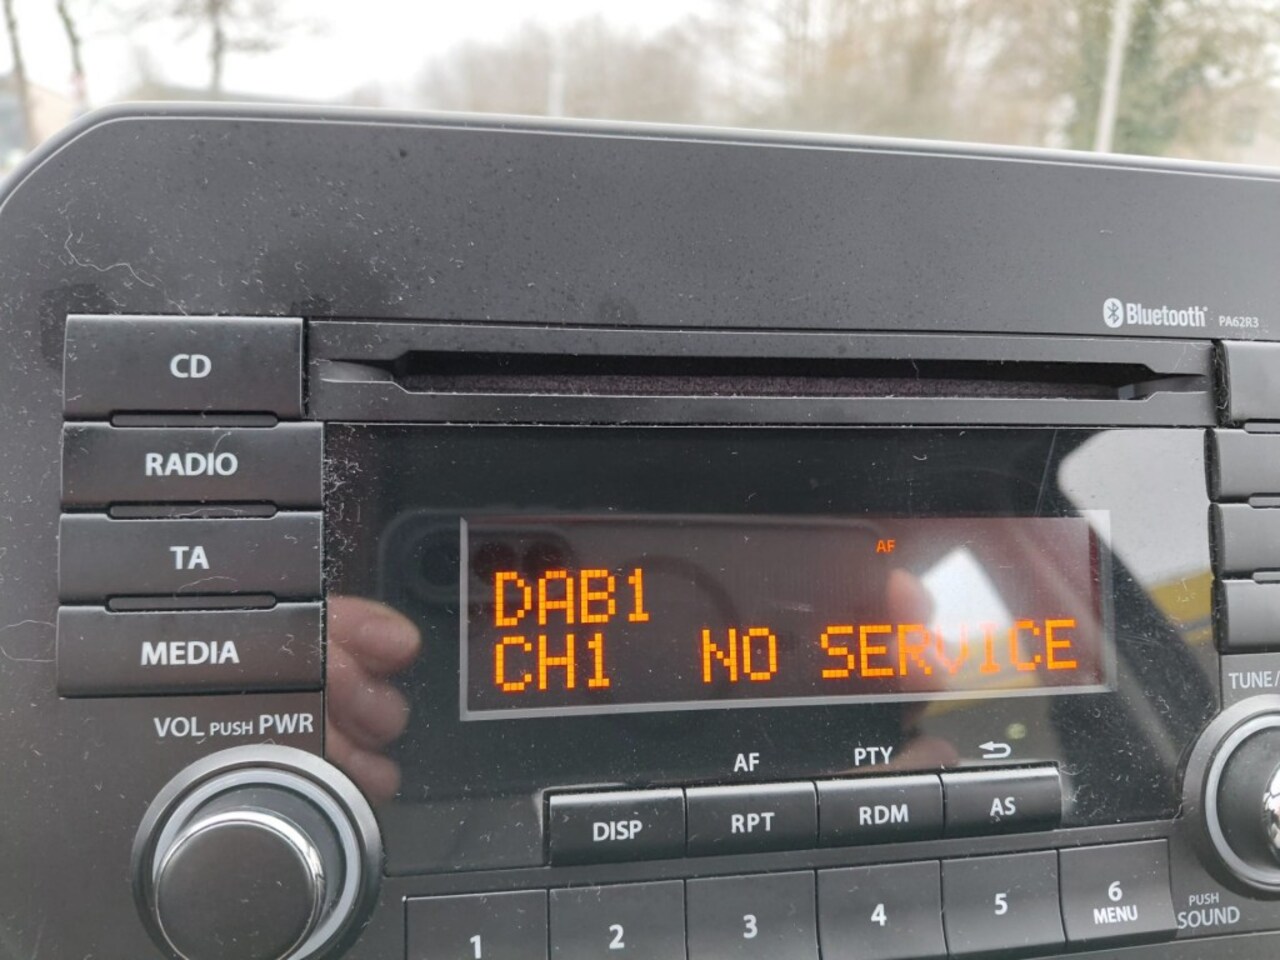 Bluetooth PA62R3
CD
RADIO
TA
MEDIA
AF
DAB1
CH1 NO SERVICE
VOL PUSH PWR
TUNE/
AF PTY
DISP RPT RDM AS
1 2 3 4 5 6
MENU
PUSH
SOUND